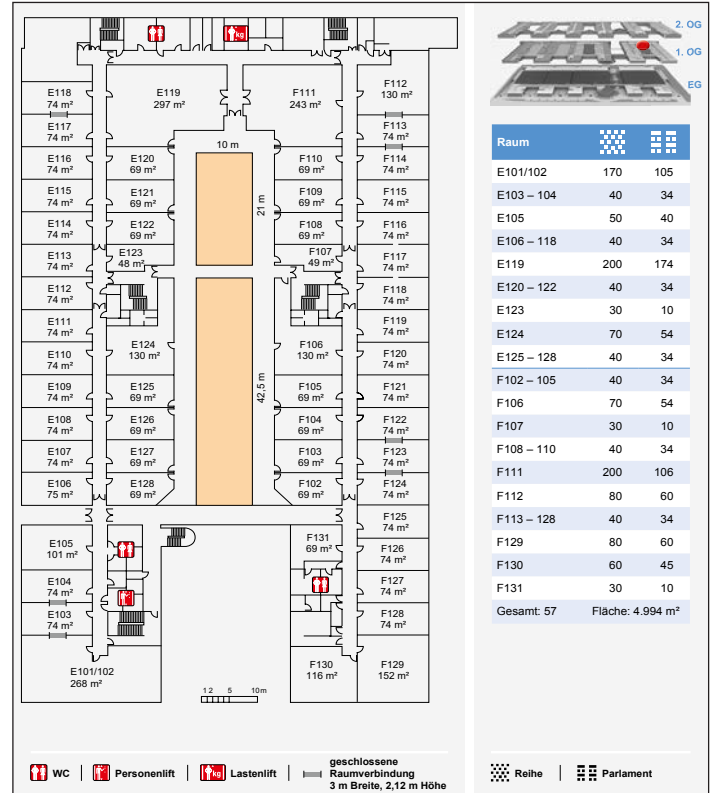 2. OG
1. OG
EG
kg
E118
74 m²
E119
297 m²
F111
243 m²
F112
130 m²
E117
74 m²
F113
74 m²
10 m
E116
74 m²
E120
69 m²
F110
69 m²
F114
74 m²
E115
74 m²
E121
69 m²
21 m
F109
69 m²
F115
74 m²
E114
74 m²
E122
69 m²
F108
69 m²
F116
74 m²
E113
74 m²
E123
48 m²
F107
49 m²
F117
74 m²
E112
74 m²
F118
74 m²
E111
74 m²
F119
74 m²
E110
74 m²
E124
130 m²
F106
130 m²
F120
74 m²
E109
74 m²
E125
69 m²
42,5 m
F105
69 m²
F121
74 m²
E108
74 m²
E126
69 m²
F104
69 m²
F122
74 m²
E107
74 m²
E127
69 m²
F103
69 m²
F123
74 m²
E106
75 m²
E128
69 m²
F102
69 m²
F124
74 m²
F125
74 m²
E105
101 m²
F131
69 m²
F126
74 m²
E104
74 m²
F127
74 m²
E103
74 m²
F128
74 m²
E101/102
268 m²
F130
116 m²
F129
152 m²
1 2 5 10m
Raum
E101/102 170 105
E103 – 104 40 34
E105 50 40
E106 – 118 40 34
E119 200 174
E120 – 122 40 34
E123 30 10
E124 70 54
E125 – 128 40 34
F102 – 105 40 34
F106 70 54
F107 30 10
F108 – 110 40 34
F111 200 106
F112 80 60
F113 – 128 40 34
F129 80 60
F130 60 45
F131 30 10
Gesamt: 57 Fläche: 4.994 m²
WC
Personenlift
kg Lastenlift
geschlossene
Raumverbindung
3 m Breite, 2,12 m Höhe
Reihe
Parlament